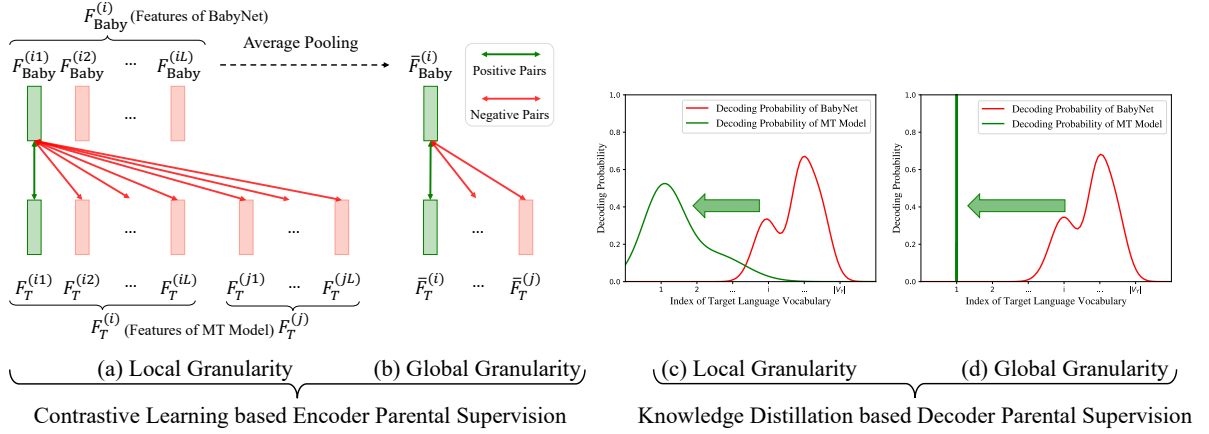 F_Baby^(i) (Features of BabyNet)
F_Baby^(i1) F_Baby^(i2) ... F_Baby^(iL)
Average Pooling
F̄_Baby^(i)
Positive Pairs
Negative Pairs
...
... ... ...
F_T^(i1) F_T^(i2) ... F_T^(iL) F_T^(j1) ... F_T^(jL)
F_T^(i) (Features of MT Model) F_T^(j)
F̄_T^(i) ... F̄_T^(j)
(a) Local Granularity
(b) Global Granularity
Contrastive Learning based Encoder Parental Supervision
Decoding Probability of BabyNet
Decoding Probability of MT Model
Decoding Probability
1.0
0.8
0.6
0.4
0.2
0.0
1 2 ... i 2 ... |V_T|
Index of Target Language Vocabulary
Decoding Probability of BabyNet
Decoding Probability of MT Model
Decoding Probability
1.0
0.8
0.6
0.4
0.2
0.0
1 2 ... i ... |V_T|
Index of Target Language Vocabulary
(c) Local Granularity
(d) Global Granularity
Knowledge Distillation based Decoder Parental Supervision